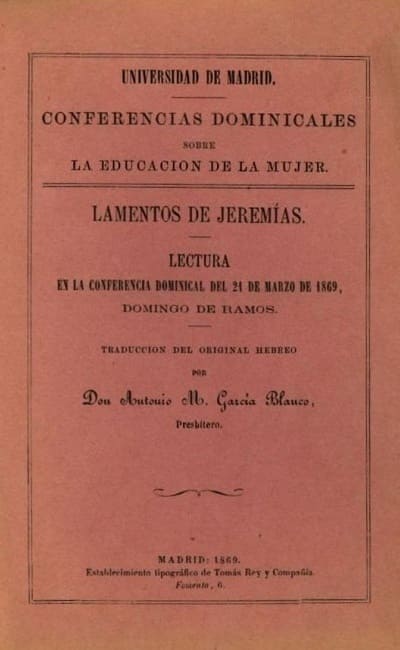 UNIVERSIDAD DE MADRID.
CONFERENCIAS DOMINICALES
SOBRE
LA EDUCACION DE LA MUJER.
LAMENTOS DE JEREMÍAS.
LECTURA
EN LA CONFERENCIA DOMINICAL DEL 21 DE MARZO DE 1869,
DOMINGO DE RAMOS.
TRADUCCION DEL ORIGINAL HEBREO
POR
Don Antonio M. García Blanco,
Presbítero.
MADRID: 1869.
Establecimiento tipográfico de Tomás Rey y Compañía.
Fomento, 6.